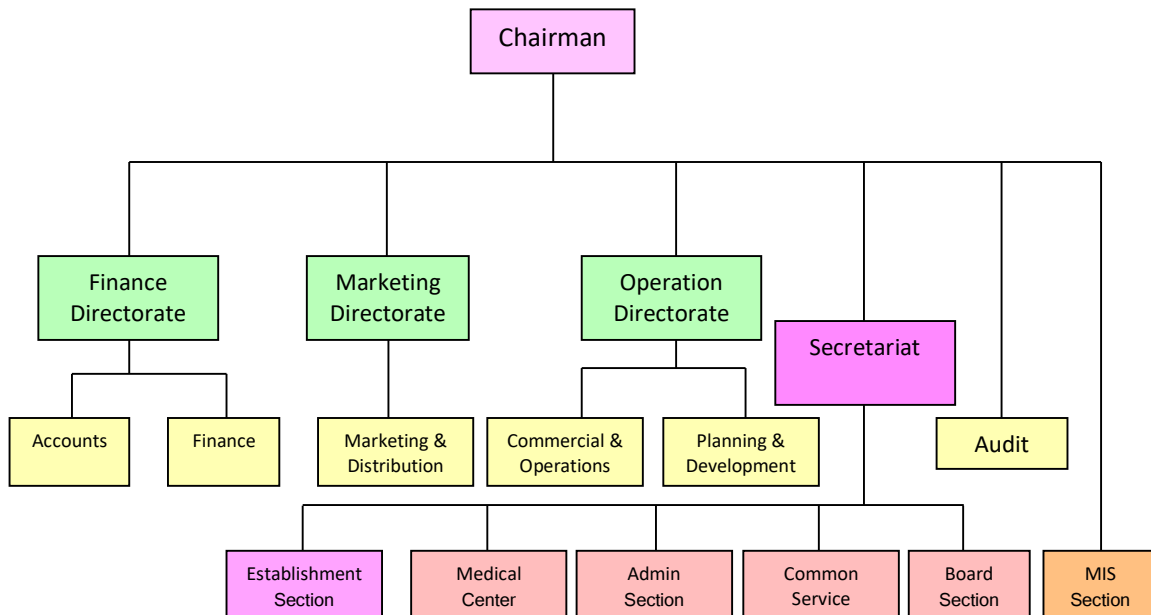 Chairman
Finance
Directorate
Marketing
Directorate
Operation
Directorate
Secretariat
Accounts
Finance
Marketing &
Distribution
Commercial &
Operations
Planning &
Development
Audit
Establishment
Section
Medical
Center
Admin
Section
Common
Service
Board
Section
MIS
Section